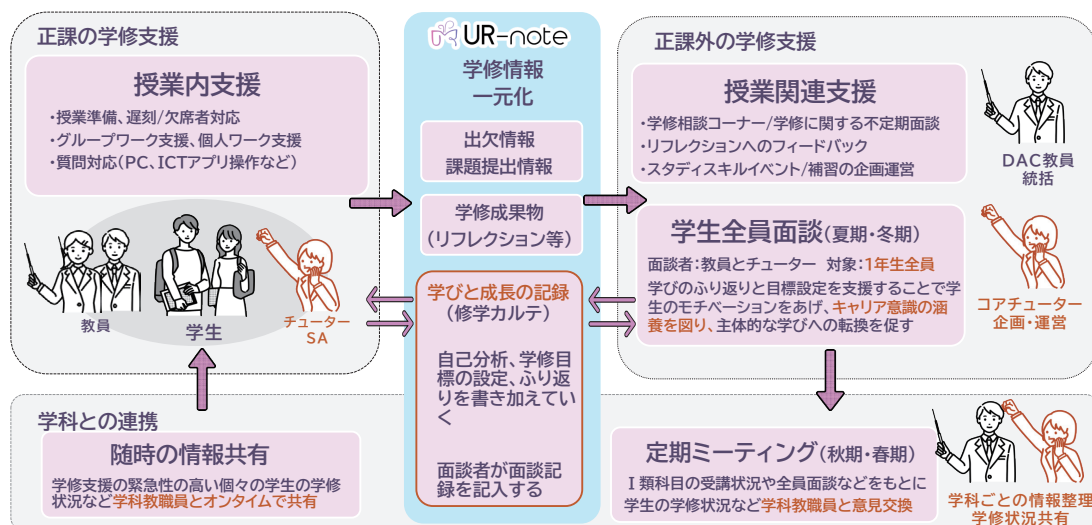 正課の学修支援
授業内支援
・授業準備、遅刻/欠席者対応
・グループワーク支援、個人ワーク支援
・質問対応(PC、ICTアプリ操作など)
教員
学生
チューター
SA
UR-note
学修情報
一元化
出欠情報
課題提出情報
学修成果物
(リフレクション等)
学びと成長の記録
(修学カルテ)
自己分析、学修目
標の設定、ふり返
りを書き加えてい
く
面談者が面談記
録を記入する
正課外の学修支援
授業関連支援
・学修相談コーナー/学修に関する不定期面談
・リフレクションへのフィードバック
・スタディスキルイベント/補習の企画運営
DAC教員
統括
学生全員面談(夏期・冬期)
面談者:教員とチューター 対象:1年生全員
学びのふり返りと目標設定を支援することで学
生のモチベーションをあげ、キャリア意識の涵
養を図り、主体的な学びへの転換を促す
コアチューター
企画・運営
学科との連携
随時の情報共有
学修支援の緊急性の高い個々の学生の学修
状況など学科教職員とオンタイムで共有
定期ミーティング(秋期・春期)
Ⅰ類科目の受講状況や全員面談などをもとに
学生の学修状況など学科教職員と意見交換
学科ごとの情報整理
学修状況共有